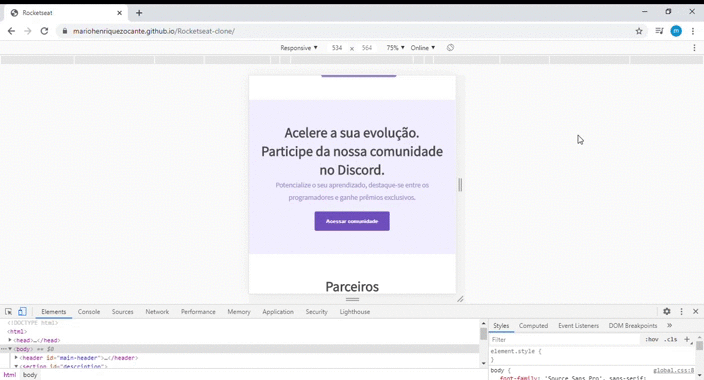 Rocketseat
mariohenriquezocante.github.io/Rocketseat-clone/
m
Responsive ▼ 534 x 564 75% ▼ Online ▼
Acelere a sua evolução.
Participe da nossa comunidade
no Discord.
Potencialize o seu aprendizado, destaque-se entre os
programadores e ganhe prêmios exclusivos.
Acessar comunidade
Parceiros
Elements Console Sources Network Performance Memory Application Security Lighthouse
<!DOCTYPE html>
<html>
<head>…</head>
<body> == $0
<header id="main-header">…</header>
<section id="description">
html body
Styles Computed Event Listeners DOM Breakpoints »
Filter :hov .cls +
element.style {
}
body { global.css:8
font-family: 'Source Sans Pro', sans-serif;